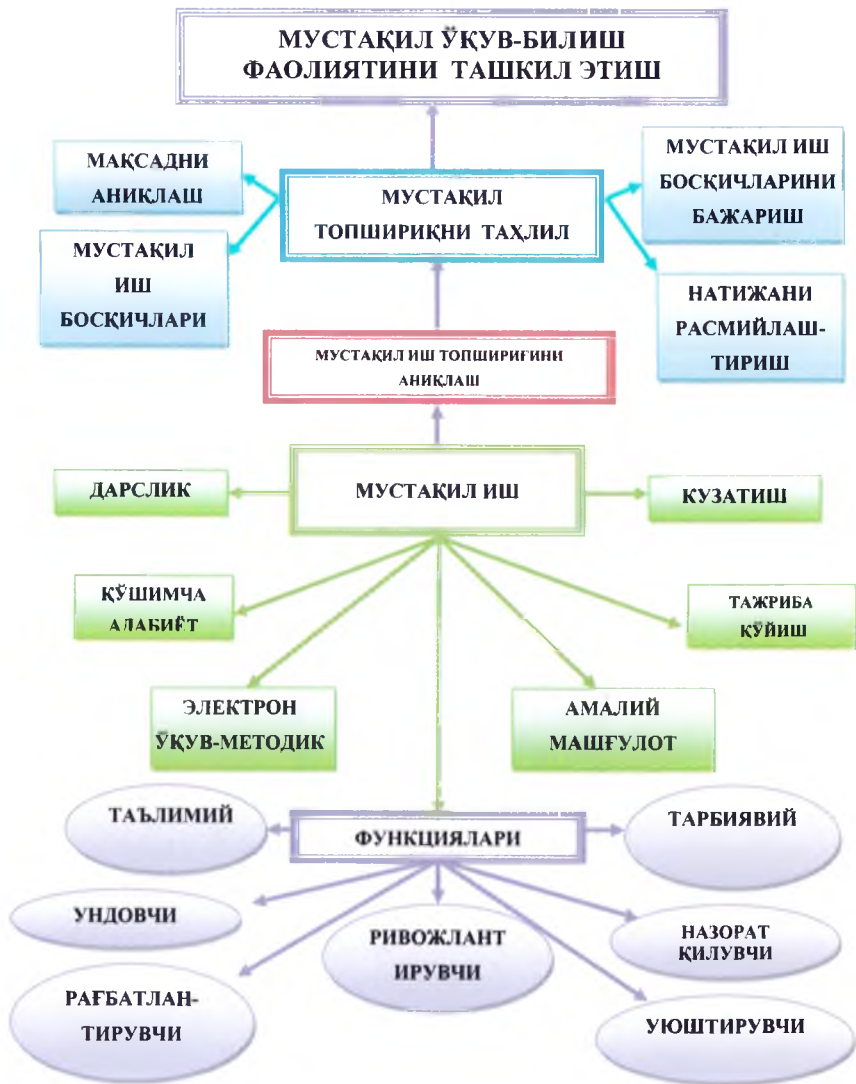 МУСТАҚИЛ ЎҚУВ-БИЛИШ
ФАОЛИЯТИНИ ТАШКИЛ ЭТИШ
МАҚСАДНИ
АНИҚЛАШ
МУСТАҚИЛ
ТОПШИРИҚНИ ТАҲЛИЛ
МУСТАҚИЛ ИШ
БОСҚИЧЛАРИНИ
БАЖАРИШ
МУСТАҚИЛ
ИШ
БОСҚИЧЛАРИ
НАТИЖАНИ
РАСМИЙЛАШ-
ТИРИШ
МУСТАҚИЛ ИШ ТОПШИРИҒИНИ
АНИҚЛАШ
ДАРСЛИК
МУСТАҚИЛ ИШ
КУЗАТИШ
ҚЎШИМЧА
АДАБИЁТ
ТАЖРИБА
ҚЎЙИШ
ЭЛЕКТРОН
ЎҚУВ-МЕТОДИК
АМАЛИЙ
МАШҒУЛОТ
ТАЪЛИМИЙ
ФУНКЦИЯЛАРИ
ТАРБИЯВИЙ
УНДОВЧИ
РИВОЖЛАНТ
ИРУВЧИ
НАЗОРАТ
ҚИЛУВЧИ
РАҒБАТЛАН-
ТИРУВЧИ
УЮШТИРУВЧИ